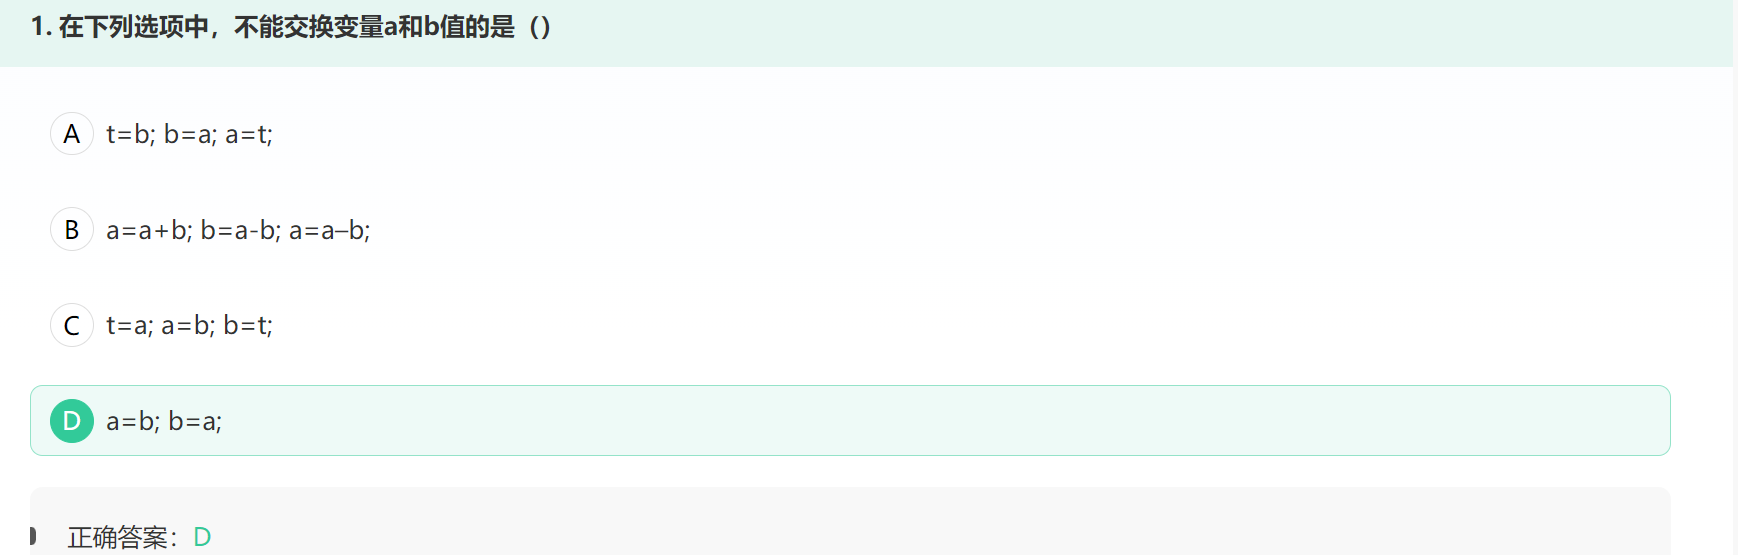 1. 在下列选项中，不能交换变量a和b值的是（）
A t=b; b=a; a=t;
B a=a+b; b=a-b; a=a–b;
C t=a; a=b; b=t;
D a=b; b=a;
正确答案：D